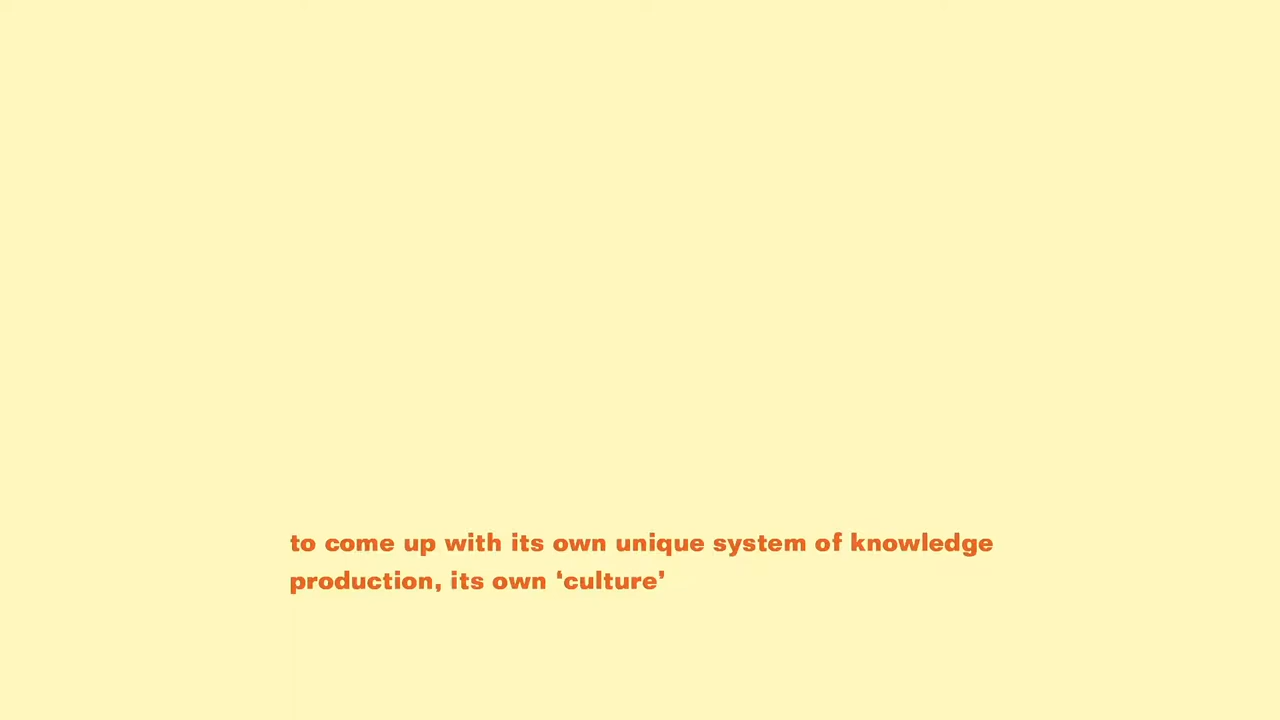 to come up with its own unique system of knowledge
production, its own ‘culture’